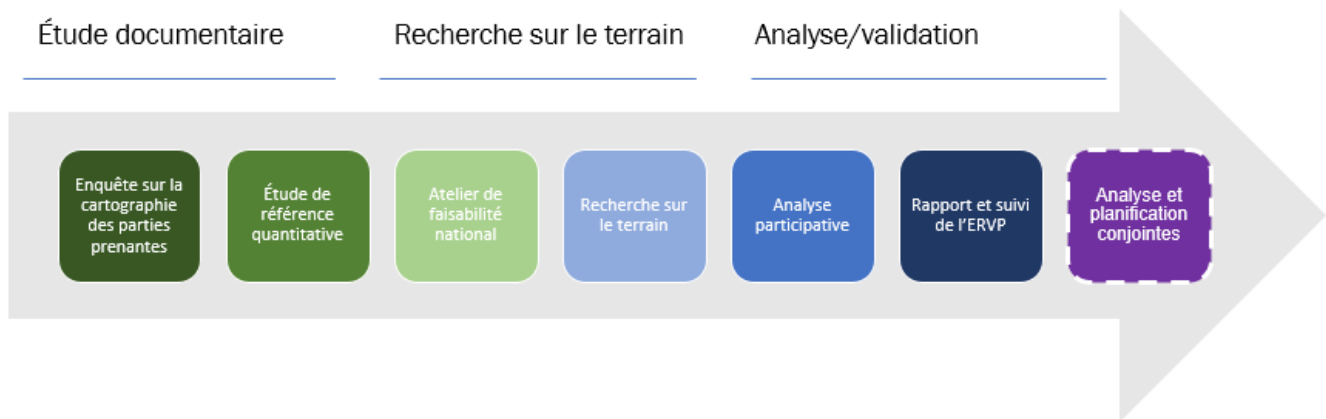 Étude documentaire
Recherche sur le terrain
Analyse/validation
Enquête sur la
cartographie
des parties
prenantes
Étude de
référence
quantitative
Atelier de
faisabilité
national
Recherche sur
le terrain
Analyse
participative
Rapport et suivi
de l'ERVP
Analyse et
planification
conjointes